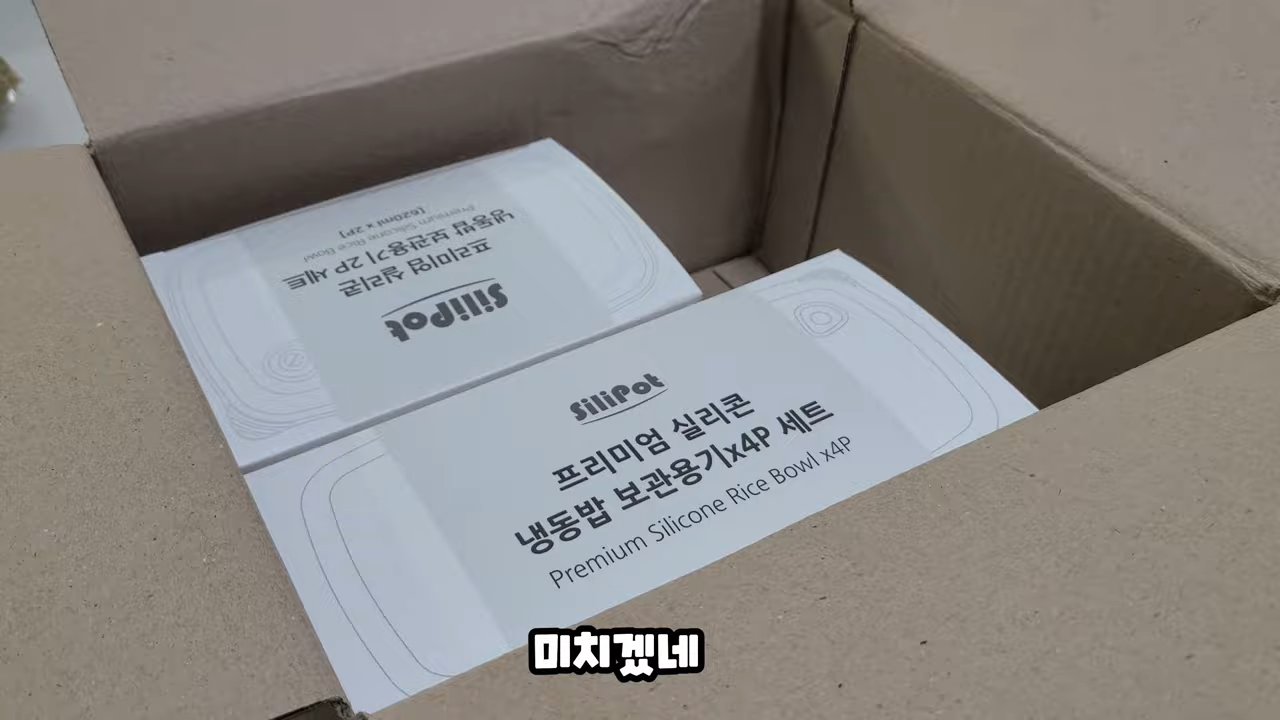 SiliPot
프리미엄 실리콘
냉동밥 보관용기 2P 세트
Premium Silicone Rice Bowl
[620ml x 2P]
SiliPot
프리미엄 실리콘
냉동밥 보관용기x4P 세트
Premium Silicone Rice Bowl x4P
미치겠네